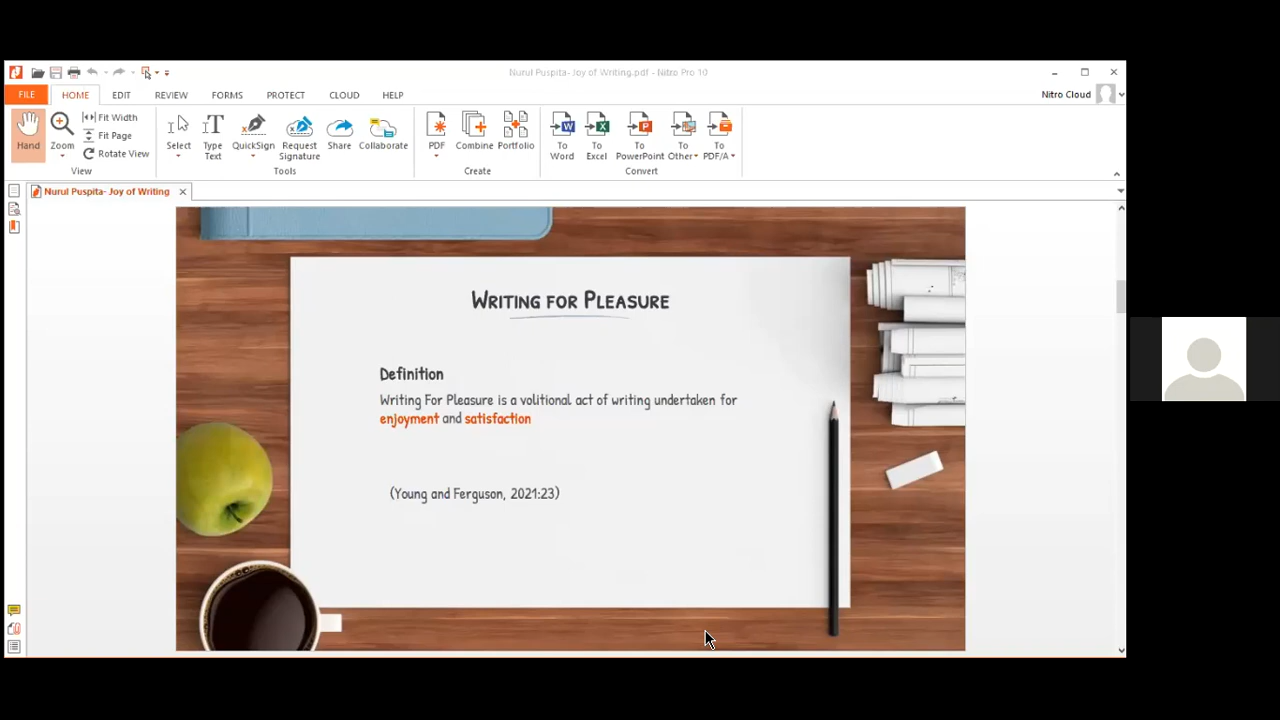 Nurul Puspita- Joy of Writing.pdf - Nitro Pro 10
FILE HOME EDIT REVIEW FORMS PROTECT CLOUD HELP Nitro Cloud
Hand
Zoom
Fit Width
Fit Page
Rotate View
View
Select
Type Text
QuickSign
Request Signature
Share
Collaborate
Tools
PDF
Combine
Portfolio
Create
To Word
To Excel
To PowerPoint
To Other
To PDF/A
Convert
Nurul Puspita- Joy of Writing
WRITING FOR PLEASURE
Definition
Writing For Pleasure is a volitional act of writing undertaken for
enjoyment and satisfaction
(Young and Ferguson, 2021:23)